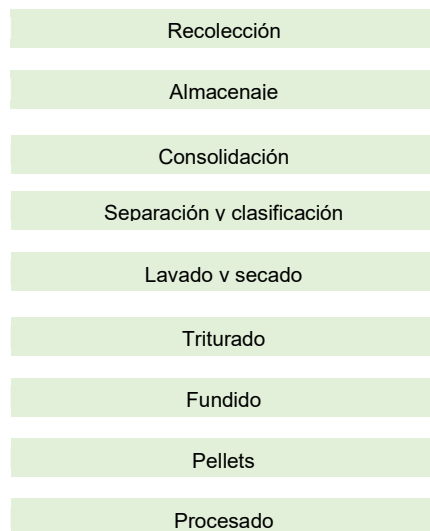 Recolección
Almacenaje
Consolidación
Separación y clasificación
Lavado y secado
Triturado
Fundido
Pellets
Procesado